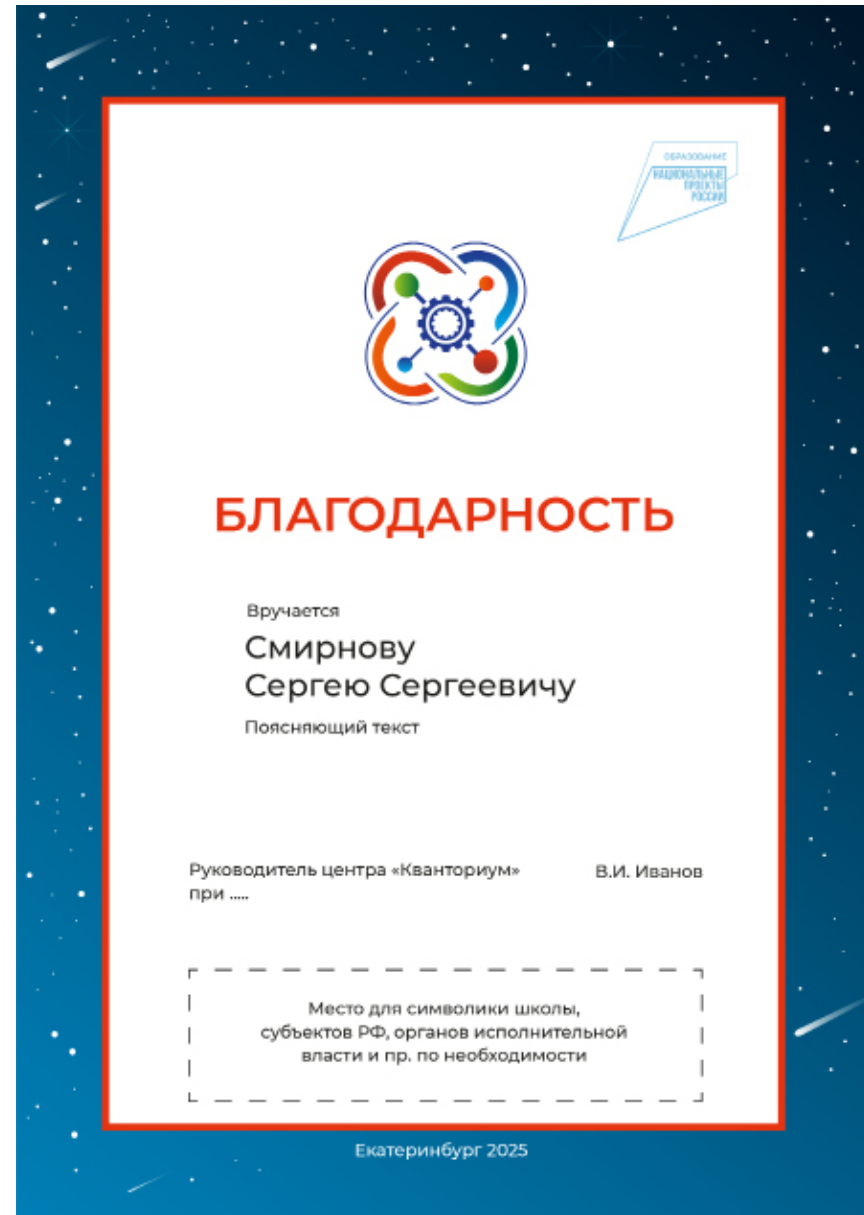 ОБРАЗОВАНИЕ
НАЦИОНАЛЬНЫЕ
ПРОЕКТЫ
РОССИИ
БЛАГОДАРНОСТЬ
Вручается
Смирнову
Сергею Сергеевичу
Поясняющий текст
Руководитель центра «Кванториум» В.И. Иванов
при .....
Место для символики школы,
субъектов РФ, органов исполнительной
власти и пр. по необходимости
Екатеринбург 2025